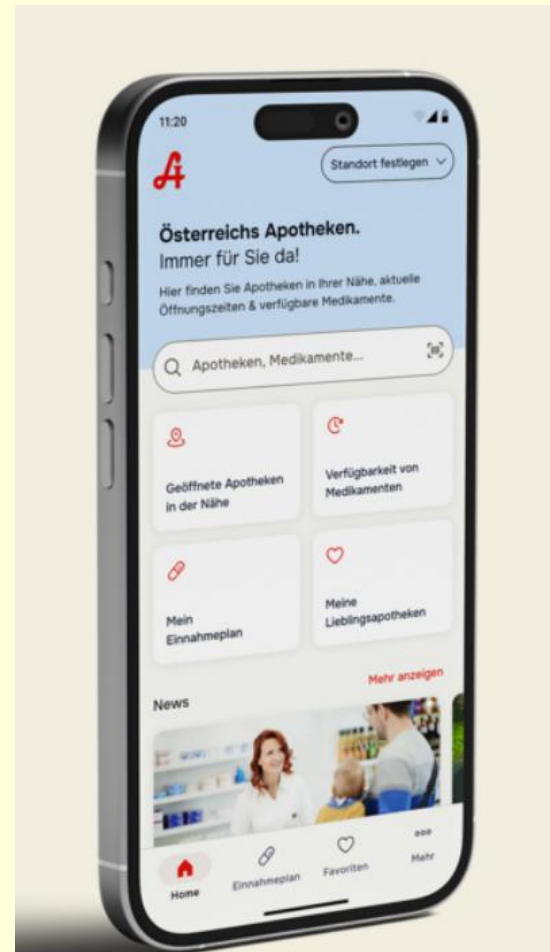 11:20
Standort festlegen
Österreichs Apotheken.
Immer für Sie da!
Hier finden Sie Apotheken in Ihrer Nähe, aktuelle
Öffnungszeiten & verfügbare Medikamente.
Apotheken, Medikamente...
Geöffnete Apotheken
in der Nähe
Verfügbarkeit von
Medikamenten
Mein
Einnahmeplan
Meine
Lieblingsapotheken
News
Mehr anzeigen
Home
Einnahmeplan
Favoriten
Mehr